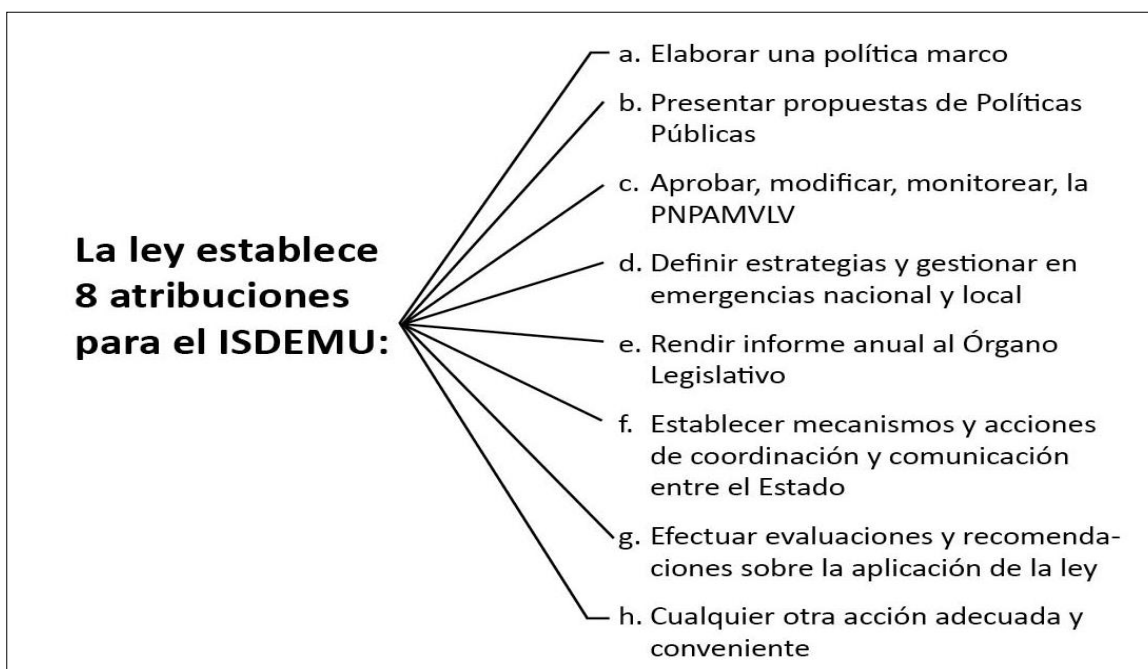 La ley establece
8 atribuciones
para el ISDEMU:
a. Elaborar una política marco
b. Presentar propuestas de Políticas
Públicas
c. Aprobar, modificar, monitorear, la
PNPAMVLV
d. Definir estrategias y gestionar en
emergencias nacional y local
e. Rendir informe anual al Órgano
Legislativo
f. Establecer mecanismos y acciones
de coordinación y comunicación
entre el Estado
g. Efectuar evaluaciones y recomenda-
ciones sobre la aplicación de la ley
h. Cualquier otra acción adecuada y
conveniente